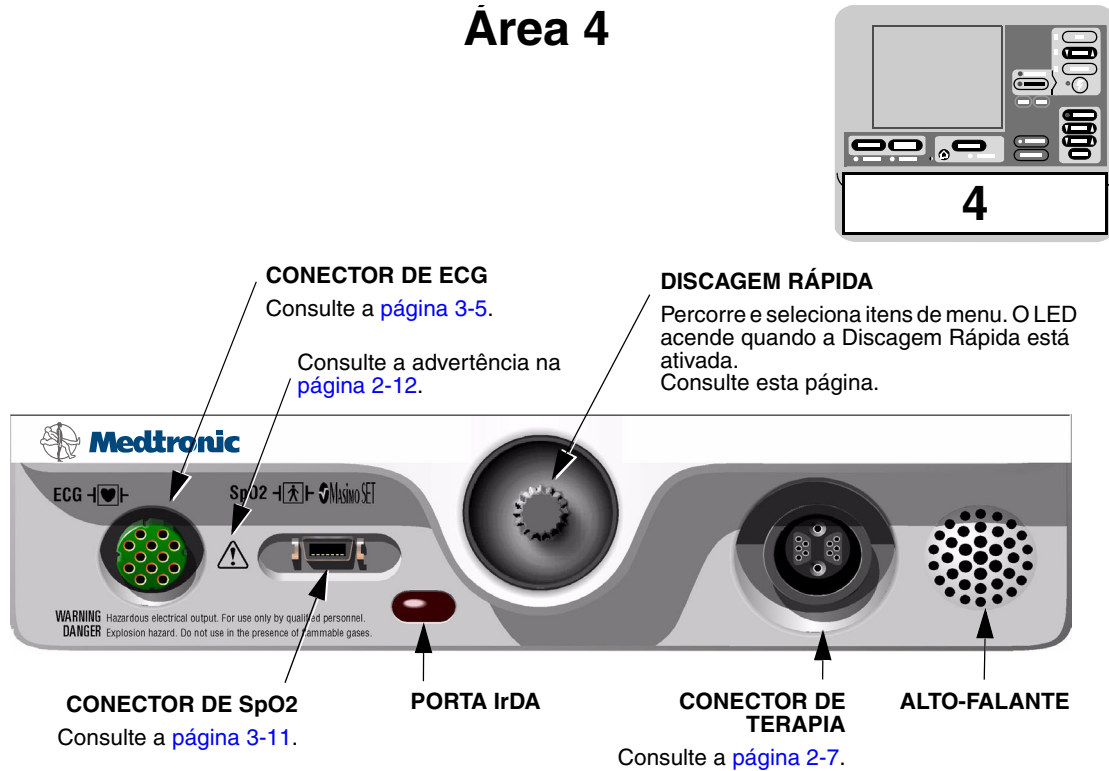 Área 4
4
CONECTOR DE ECG
Consulte a página 3-5.
Consulte a advertência na
página 2-12.
DISCAGEM RÁPIDA
Percorre e seleciona itens de menu. O LED
acende quando a Discagem Rápida está
ativada.
Consulte esta página.
Medtronic
ECG
SpO2 Masimo SET
WARNING Hazardous electrical output. For use only by qualified personnel.
DANGER Explosion hazard. Do not use in the presence of flammable gases.
CONECTOR DE SpO2
Consulte a página 3-11.
PORTA IrDA
CONECTOR DE
TERAPIA
Consulte a página 2-7.
ALTO-FALANTE